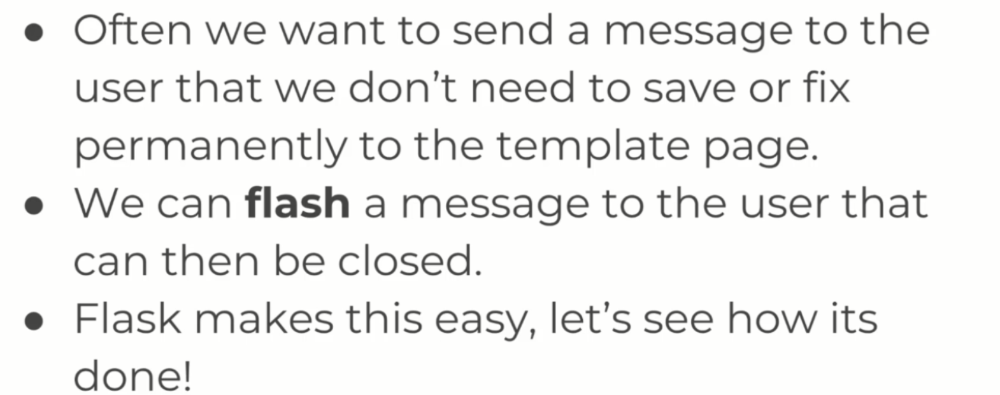 ● Often we want to send a message to the
user that we don’t need to save or fix
permanently to the template page.
● We can flash a message to the user that
can then be closed.
● Flask makes this easy, let’s see how its
done!